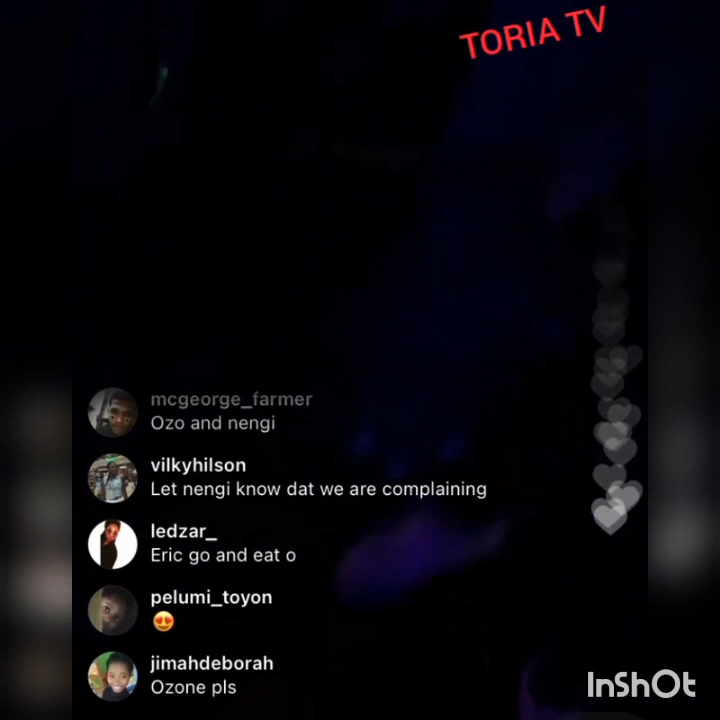 TORIA TV
mcgeorge_farmer
Ozo and nengi
vilkyhilson
Let nengi know dat we are complaining
ledzar_
Eric go and eat o
pelumi_toyon
😍
jimahdeborah
Ozone pls
InShOt